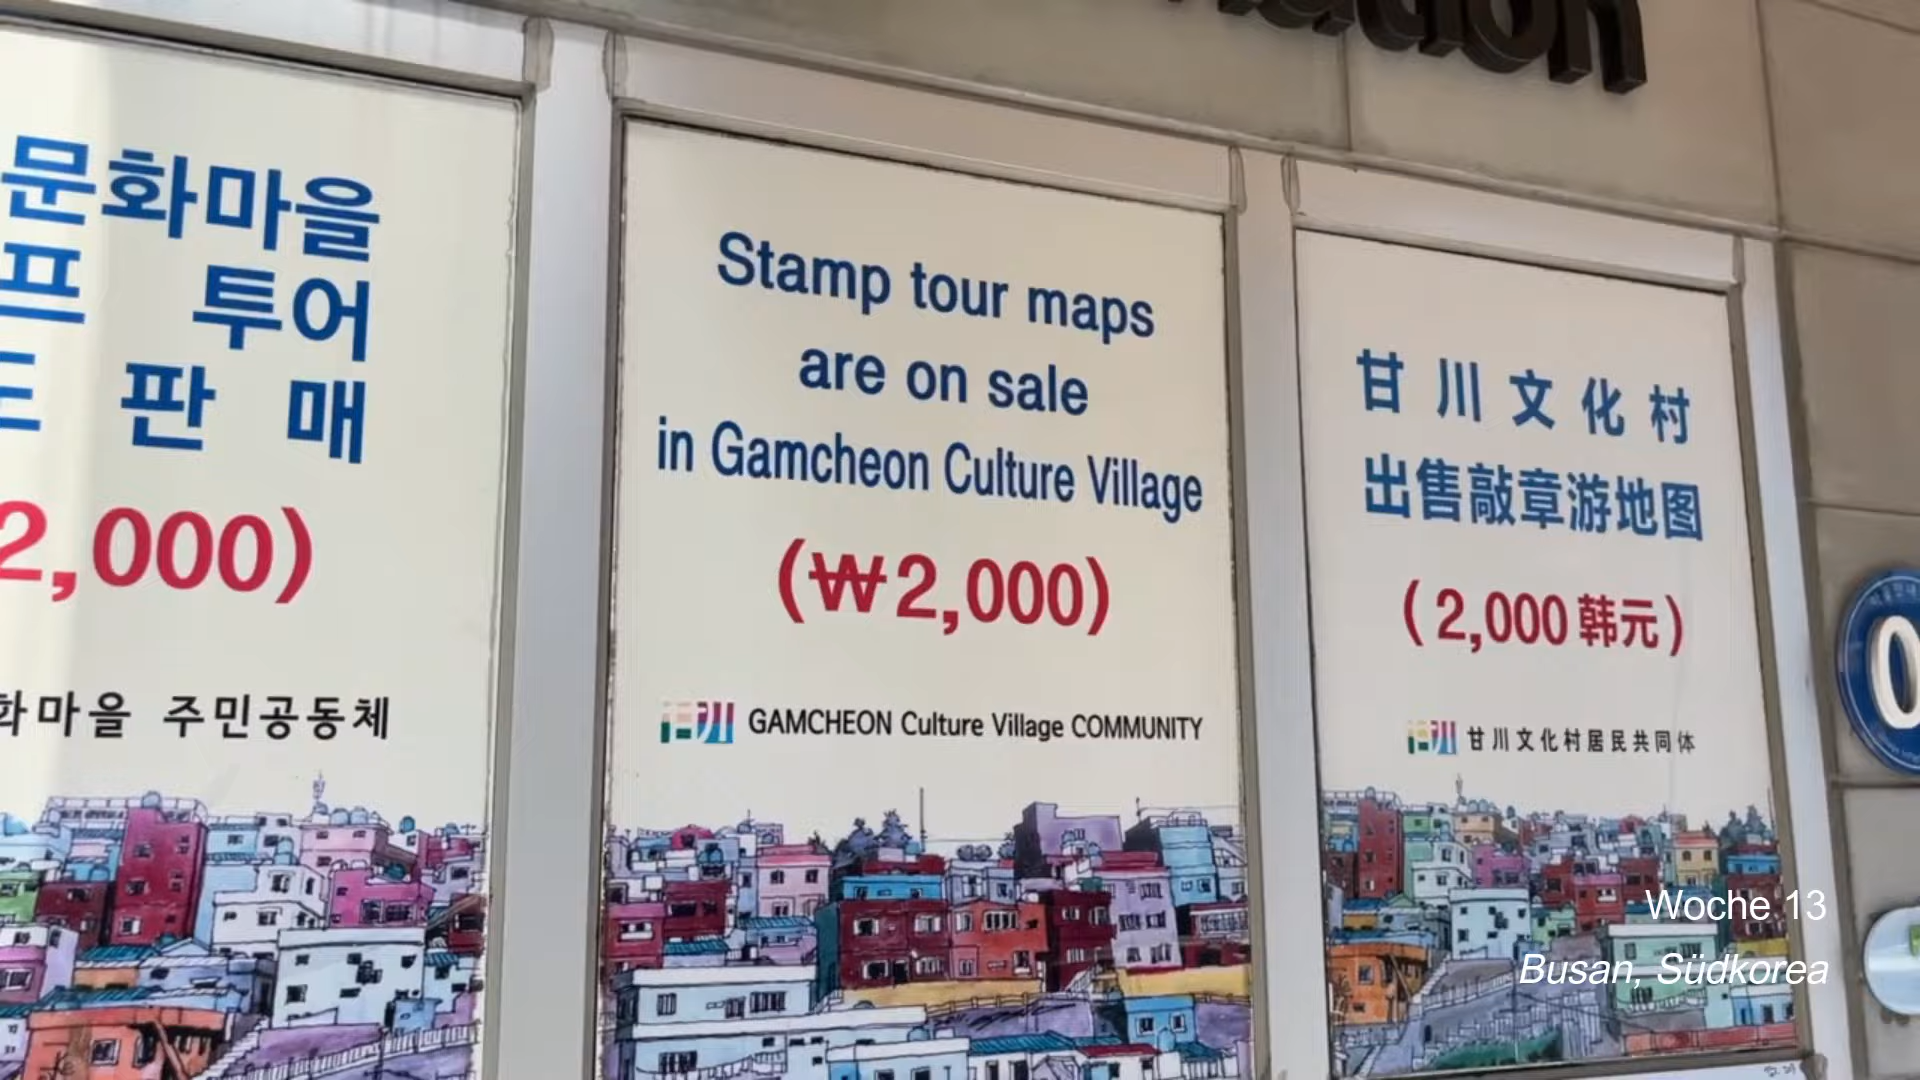 문화마을
프 투어
판매
2,000)
화마을 주민공동체
Stamp tour maps
are on sale
in Gamcheon Culture Village
(₩2,000)
GAMCHEON Culture Village COMMUNITY
甘川文化村
出售敲章游地图
(2,000韩元)
甘川文化村居民共同体
Woche 13
Busan, Südkorea